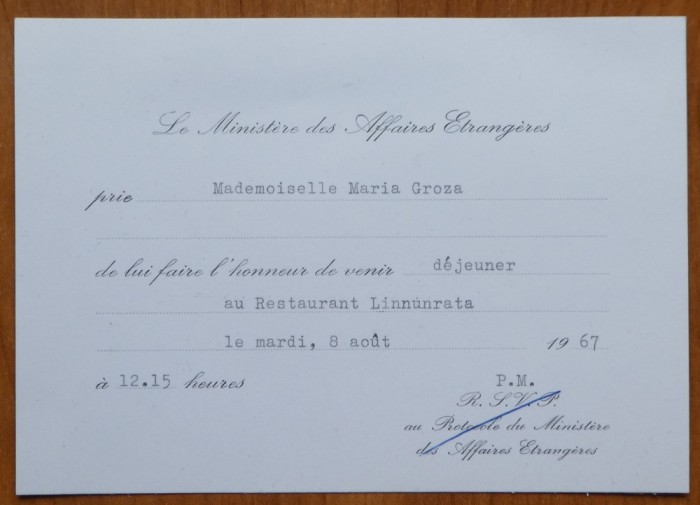 Le Ministère des Affaires Etrangères
prie Mademoiselle Maria Groza
de lui faire l'honneur de venir déjeuner
au Restaurant Linnunrata
le mardi, 8 août 1967
à 12.15 heures P.M.
R. S. V. P.
au Protocole du Ministère
des Affaires Etrangères